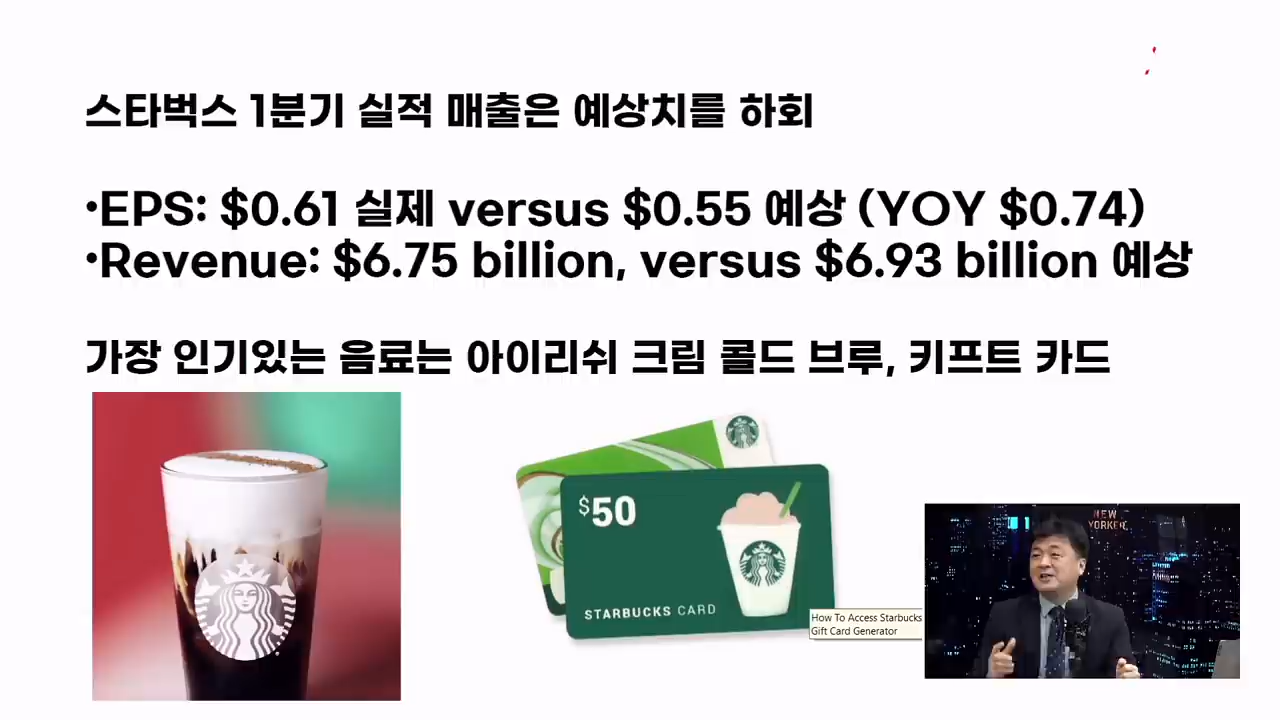 스타벅스 1분기 실적 매출은 예상치를 하회
•EPS: $0.61 실제 versus $0.55 예상 (YOY $0.74)
•Revenue: $6.75 billion, versus $6.93 billion 예상
가장 인기있는 음료는 아이리쉬 크림 콜드 브루, 키프트 카드
$50
STARBUCKS CARD
How To Access Starbucks
Gift Card Generator
NEW
YORKER